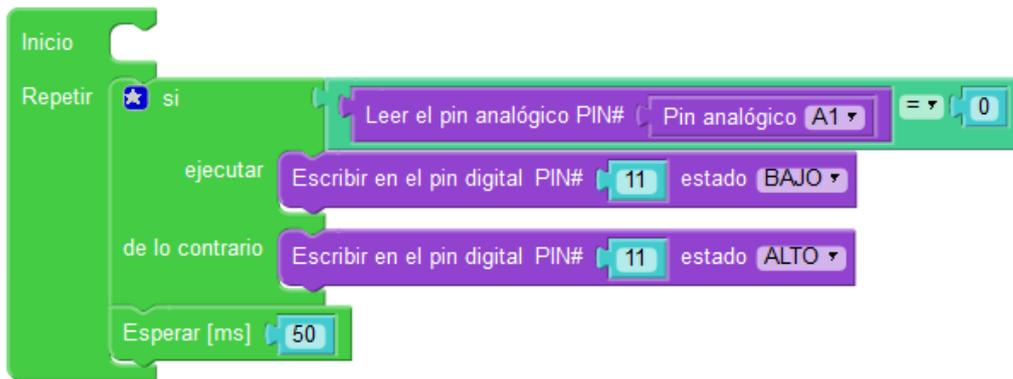 Inicio
Repetir si Leer el pin analógico PIN# Pin analógico A1 = 0
ejecutar Escribir en el pin digital PIN# 11 estado BAJO
de lo contrario Escribir en el pin digital PIN# 11 estado ALTO
Esperar [ms] 50